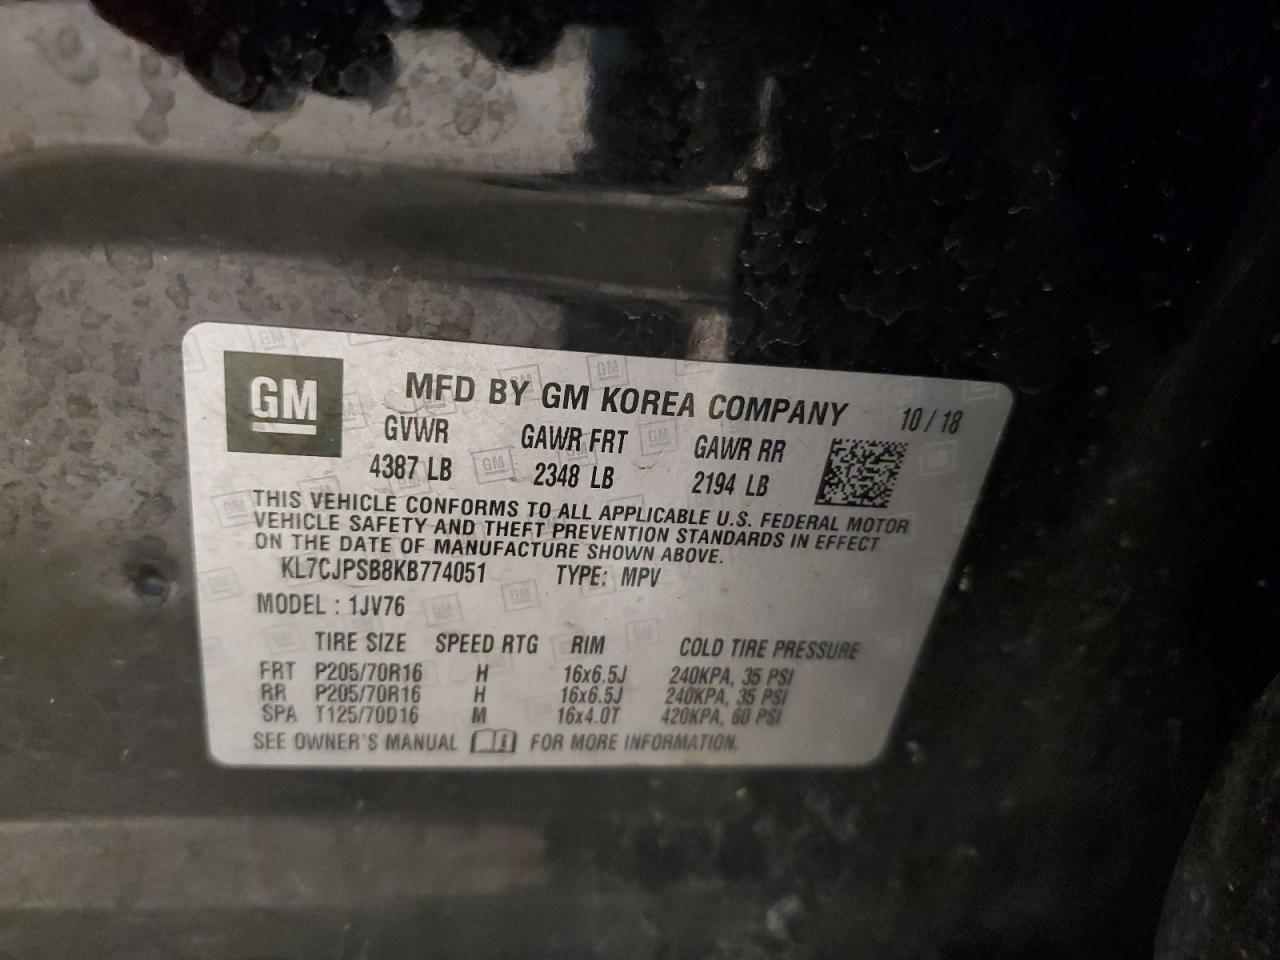 GM
MFD BY GM KOREA COMPANY 10 / 18
GVWR GAWR FRT GAWR RR
4387 LB 2348 LB 2194 LB
THIS VEHICLE CONFORMS TO ALL APPLICABLE U.S. FEDERAL MOTOR
VEHICLE SAFETY AND THEFT PREVENTION STANDARDS IN EFFECT
ON THE DATE OF MANUFACTURE SHOWN ABOVE.
KL7CJPSB8KB774051 TYPE: MPV
MODEL : 1JV76
TIRE SIZE SPEED RTG RIM COLD TIRE PRESSURE
FRT P205/70R16 H 16x6.5J 240KPA, 35 PSI
RR P205/70R16 H 16x6.5J 240KPA, 35 PSI
SPA T125/70D16 M 16x4.0T 420KPA, 60 PSI
SEE OWNER'S MANUAL i FOR MORE INFORMATION.